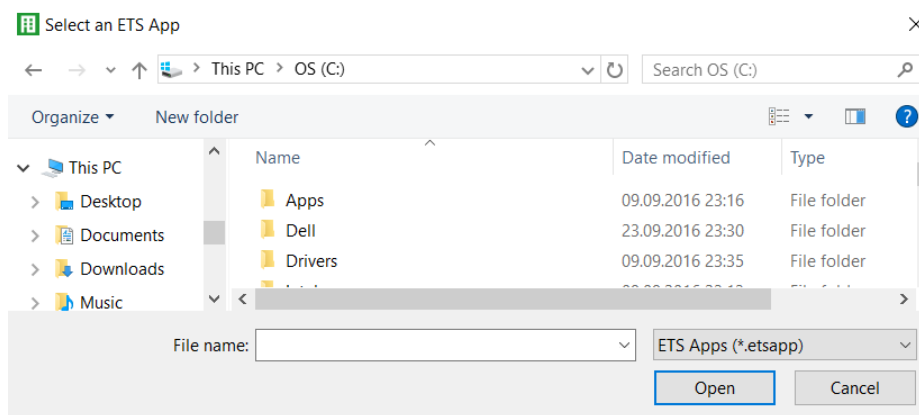 Select an ETS App
This PC > OS (C:)
Search OS (C:)
Organize
New folder
Name Date modified Type
This PC
Desktop
Documents
Downloads
Music
Apps 09.09.2016 23:16 File folder
Dell 23.09.2016 23:30 File folder
Drivers 09.09.2016 23:35 File folder
File name:
ETS Apps (*.etsapp)
Open Cancel